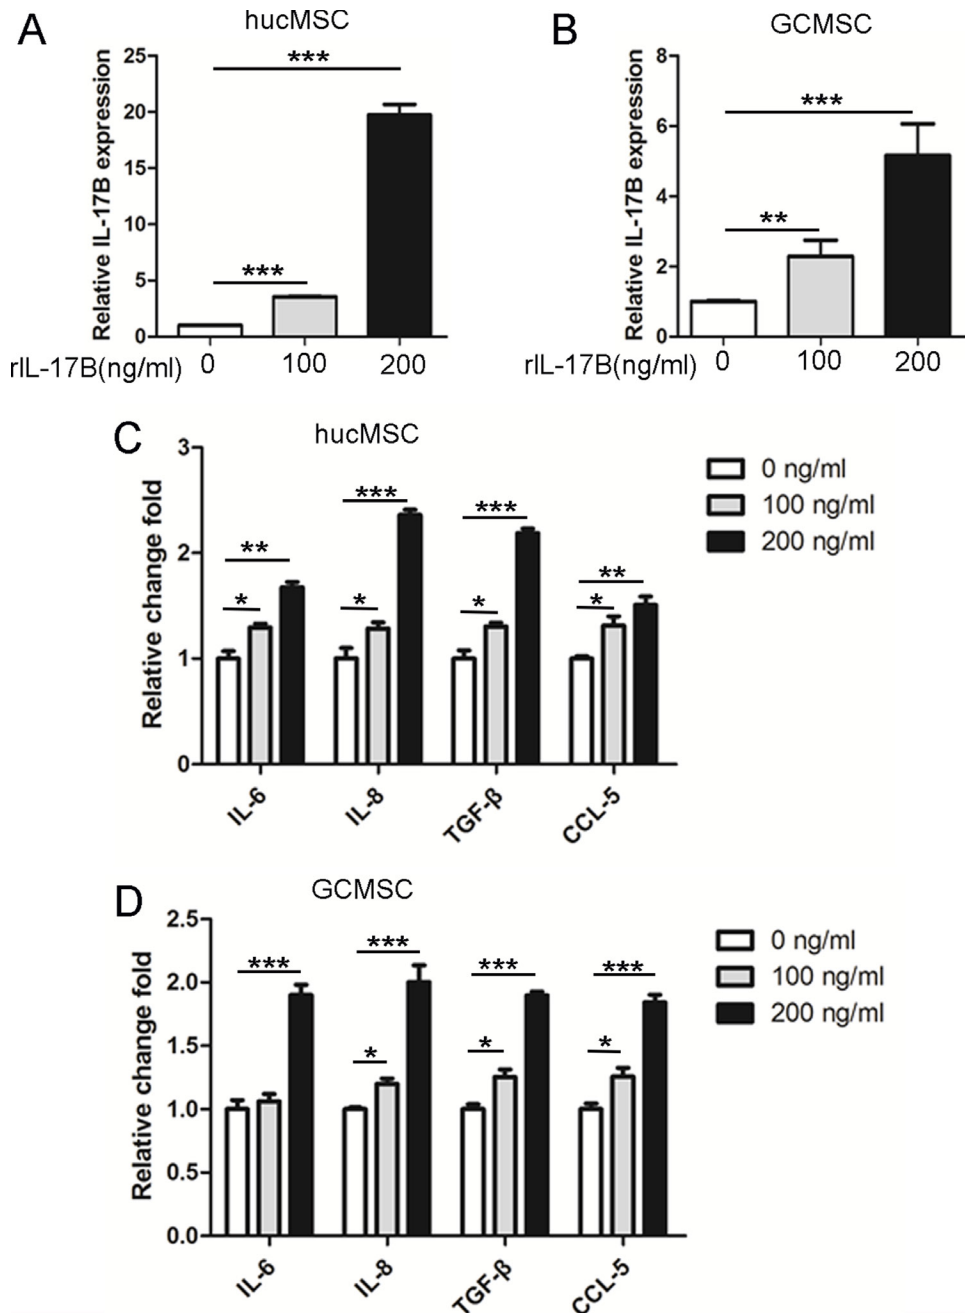 A
hucMSC
Relative IL-17B expression
25
20
15
10
5
0
***
***
rIL-17B(ng/ml)
0
100
200
B
GCMSC
Relative IL-17B expression
8
6
4
2
0
***
**
rIL-17B(ng/ml)
0
100
200
C
hucMSC
Relative change fold
3
2
1
0
**
*
***
*
***
*
**
*
IL-6
IL-8
TGF-β
CCL-5
0 ng/ml
100 ng/ml
200 ng/ml
D
GCMSC
Relative change fold
2.5
2.0
1.5
1.0
0.5
0.0
***
***
*
***
*
***
*
IL-6
IL-8
TGF-β
CCL-5
0 ng/ml
100 ng/ml
200 ng/ml